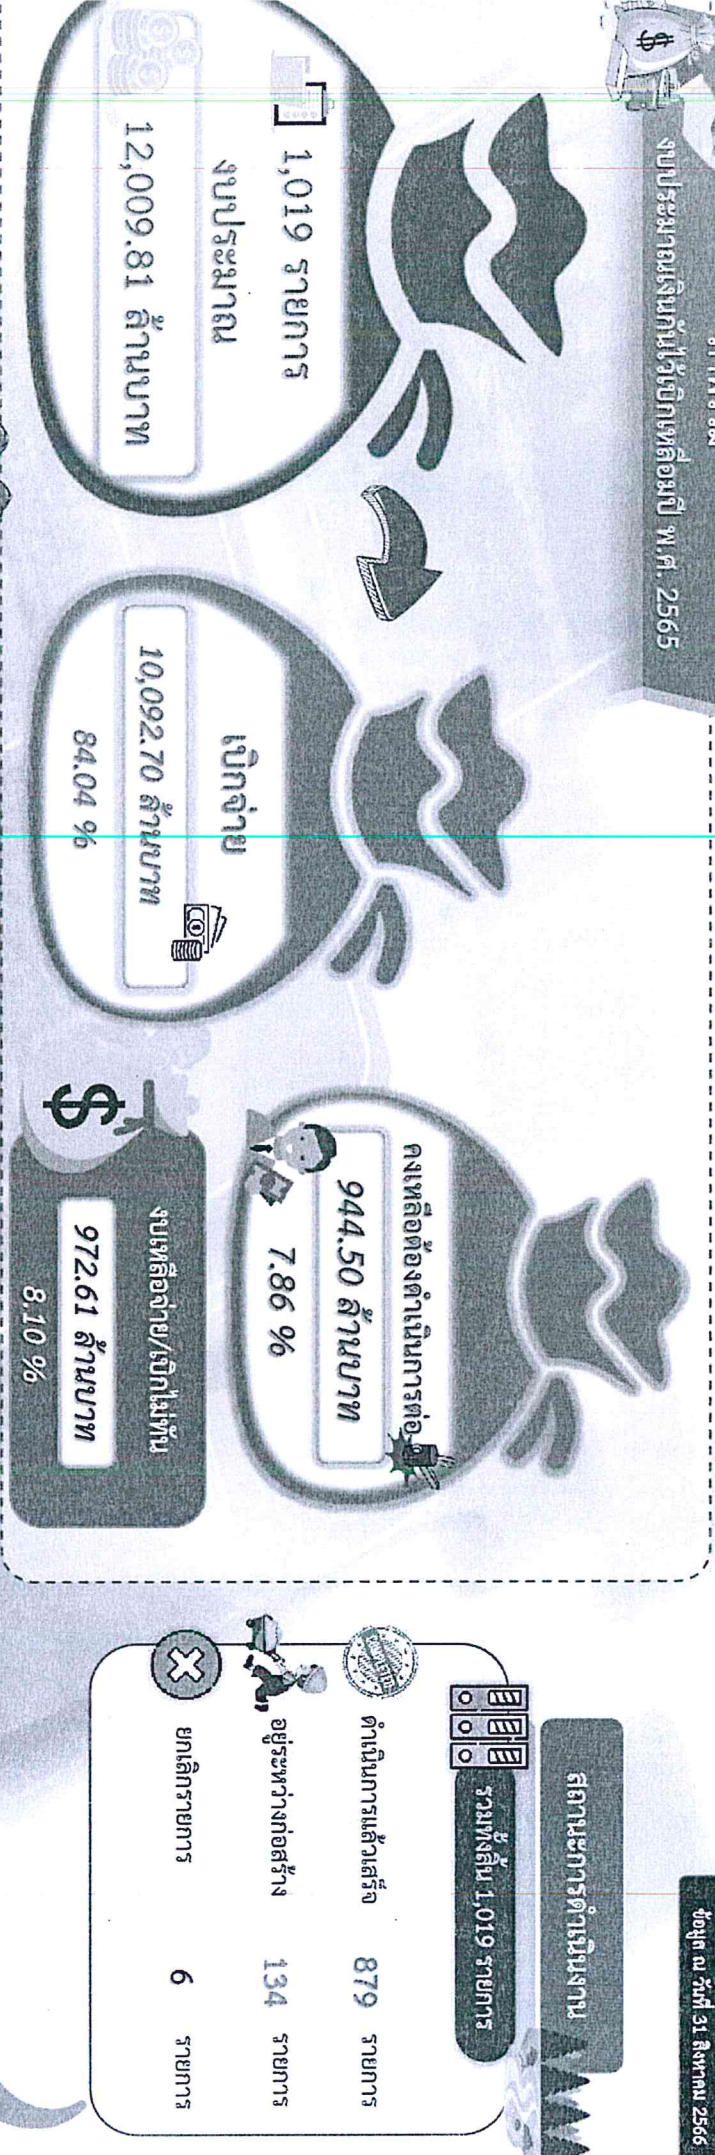 งบประมาณเงินกันไว้เบิกเหลื่อมปี พ.ศ. 2565
1,019 รายการ
งบประมาณ
12,009.81 ล้านบาท
เบิกจ่าย
10,092.70 ล้านบาท
84.04 %
คงเหลือต้องดำเนินการต่อ
944.50 ล้านบาท
7.86 %
งบเหลือจ่าย/เบิกไม่ทัน
972.61 ล้านบาท
8.10 %
ข้อมูล ณ วันที่ 31 สิงหาคม 2566
สถานะการดำเนินงาน
รวมทั้งสิ้น 1,019 รายการ
ดำเนินการแล้วเสร็จ 879 รายการ
อยู่ระหว่างก่อสร้าง 134 รายการ
ยกเลิกรายการ 6 รายการ